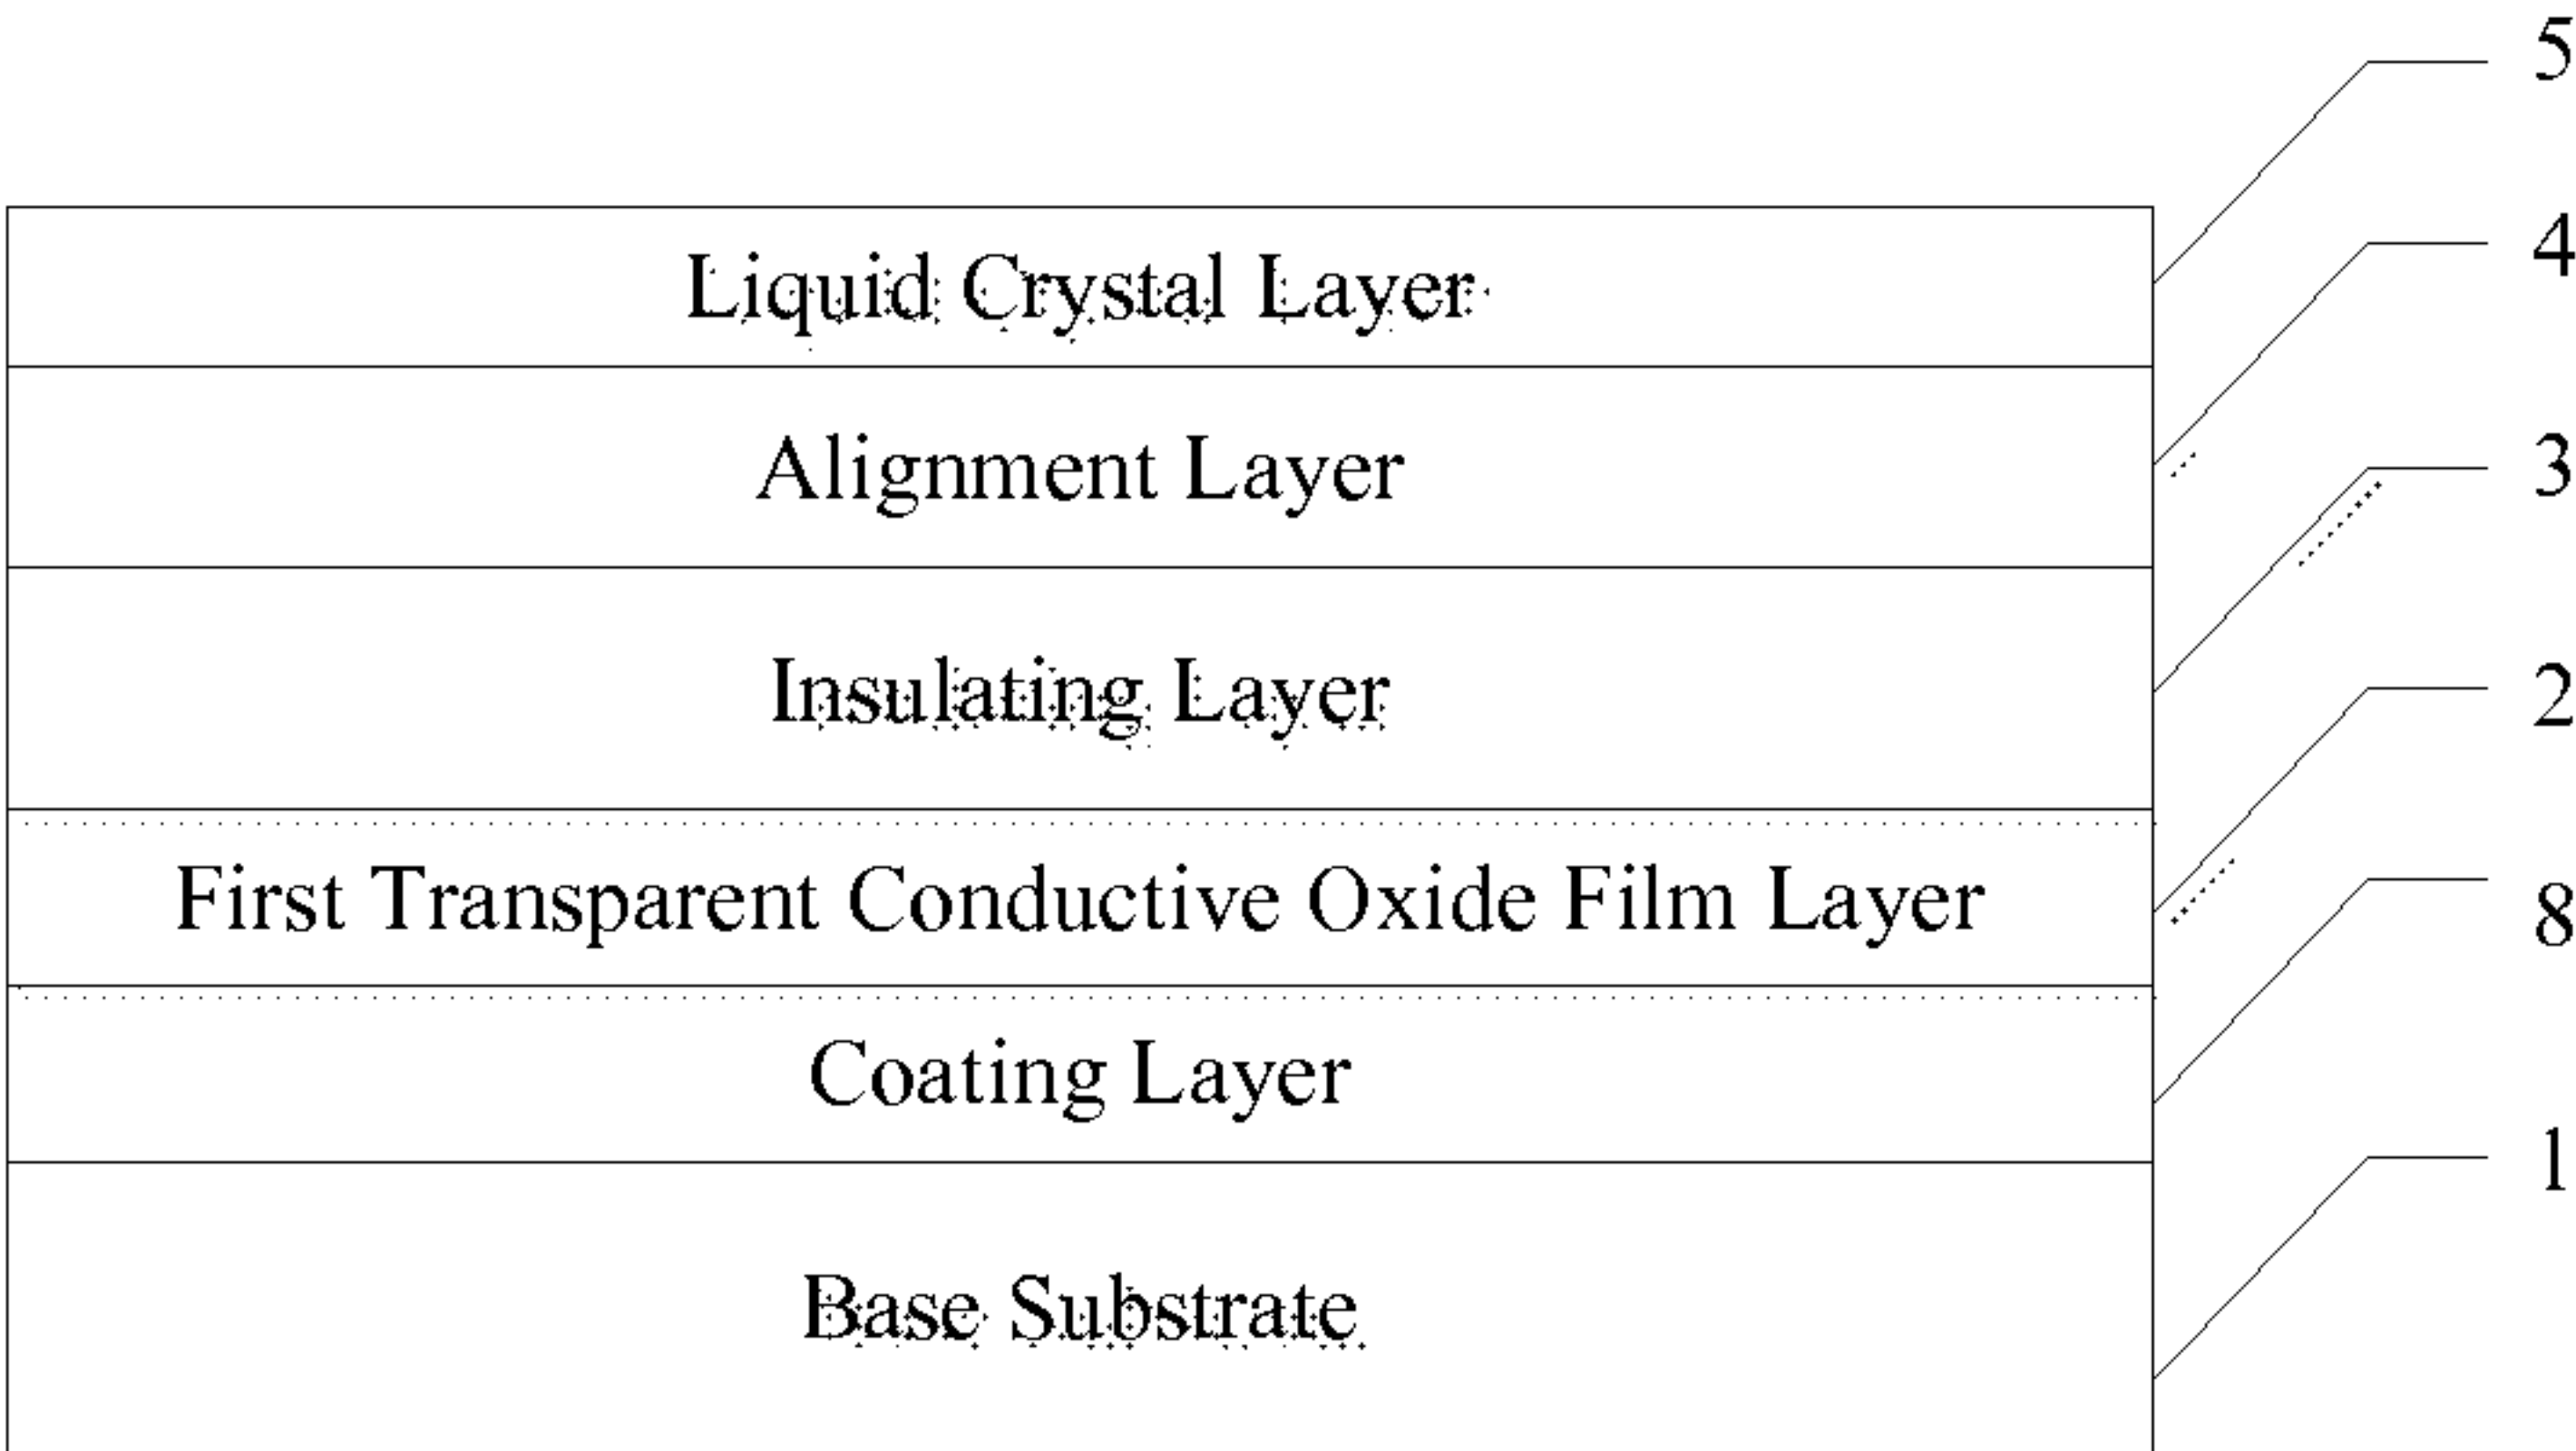 5
Liquid Crystal Layer
4
Alignment Layer
3
Insulating Layer
2
First Transparent Conductive Oxide Film Layer
8
Coating Layer
1
Base Substrate